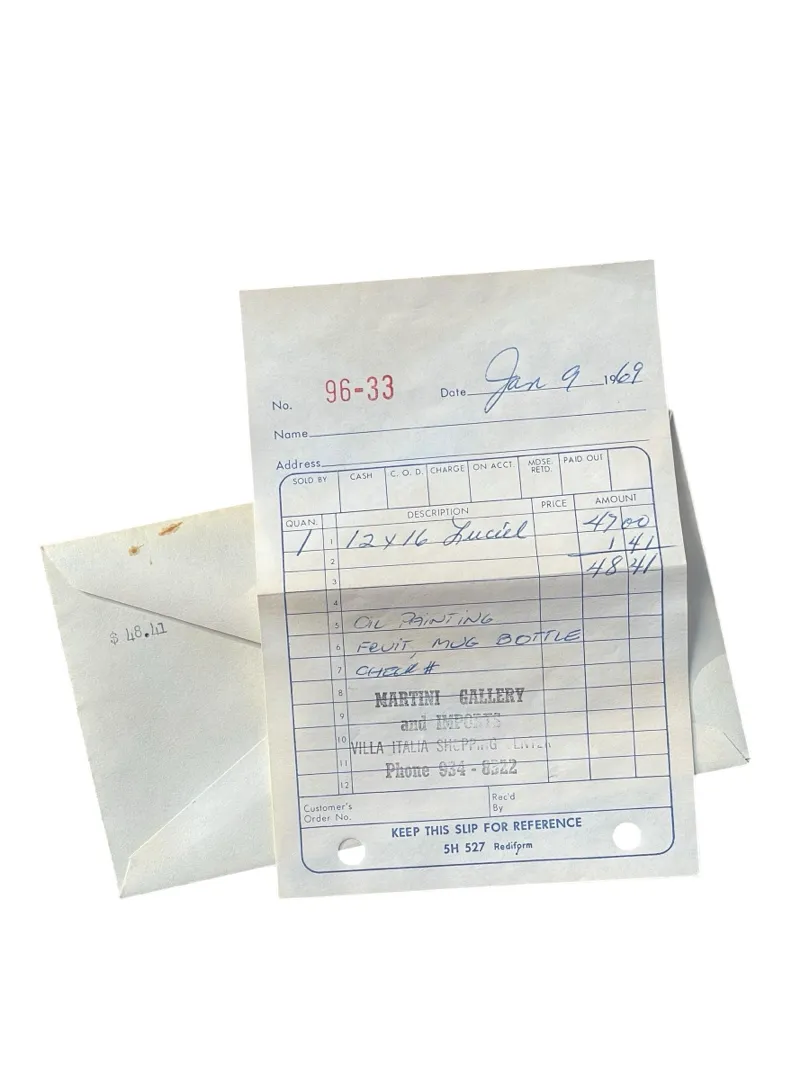 No. 96-33 Date Jan 9 1969
Name
Address
SOLD BY CASH C. O. D. CHARGE ON ACCT. MDSE. RETD. PAID OUT
QUAN. DESCRIPTION PRICE AMOUNT
1 1 12 x 16 Luciel 47 00
2 1 41
3 48 41
4
5 OIL PAINTING
6 FRUIT, MUG BOTTLE
7 CHECK #
8 MARTINI GALLERY
9 and IMPORTS
10 VILLA ITALIA SHOPPING CENTER
11 Phone 934 - 8322
12
Customer's Order No. Rec'd By
KEEP THIS SLIP FOR REFERENCE
5H 527 Rediform
$ 48.41